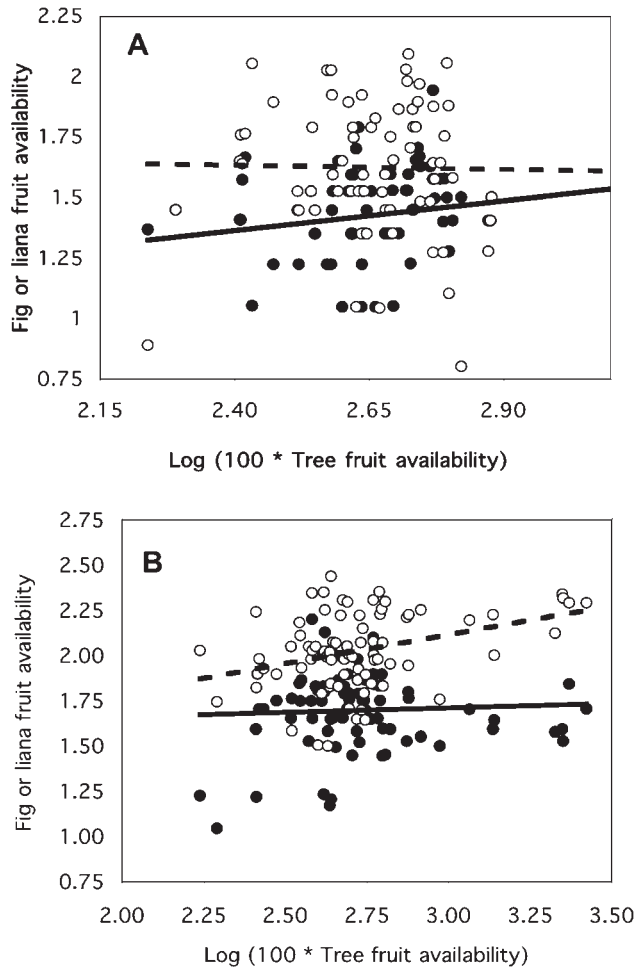 2.25
A
2
1.75
1.5
1.25
1
0.75
Fig or liana fruit availability
2.15 2.40 2.65 2.90
Log (100 * Tree fruit availability)
2.75
B
2.50
2.25
2.00
1.75
1.50
1.25
1.00
0.75
Fig or liana fruit availability
2.00 2.25 2.50 2.75 3.00 3.25 3.50
Log (100 * Tree fruit availability)